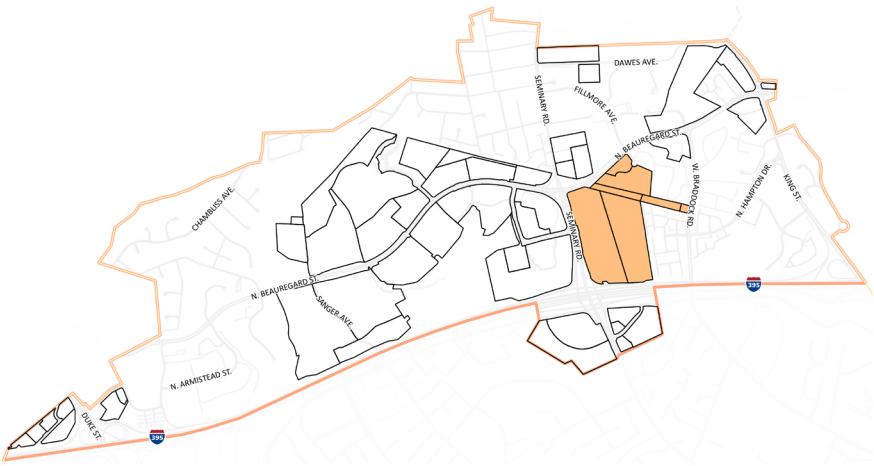 DAWES AVE.
SEMINARY RD.
FILLMORE AVE.
N. BEAUREGARD ST.
W. BRADDOCK RD.
N. HAMPTON DR.
KING ST.
CHAMBLISS AVE.
SEMINARY RD.
N. BEAUREGARD ST.
395
SANGER AVE.
N. ARMISTEAD ST.
DUKE ST.
395